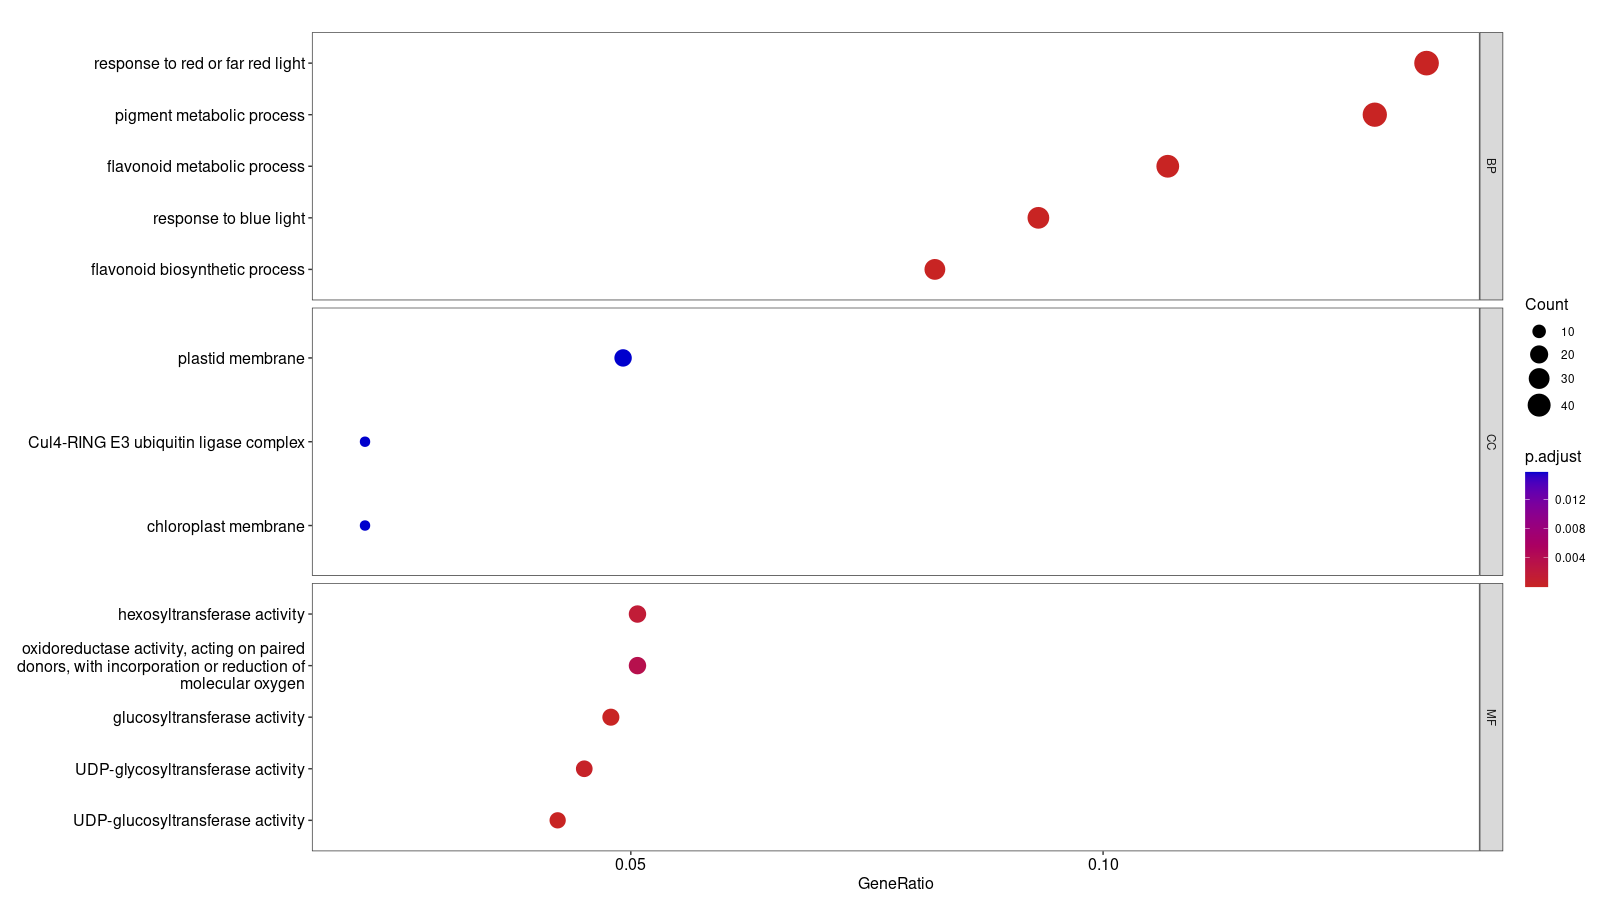 response to red or far red light
pigment metabolic process
flavonoid metabolic process
response to blue light
flavonoid biosynthetic process
BP
plastid membrane
Cul4-RING E3 ubiquitin ligase complex
chloroplast membrane
CC
hexosyltransferase activity
oxidoreductase activity, acting on paired
donors, with incorporation or reduction of
molecular oxygen
glucosyltransferase activity
UDP-glycosyltransferase activity
UDP-glucosyltransferase activity
MF
0.05
0.10
GeneRatio
Count
10
20
30
40
p.adjust
0.012
0.008
0.004